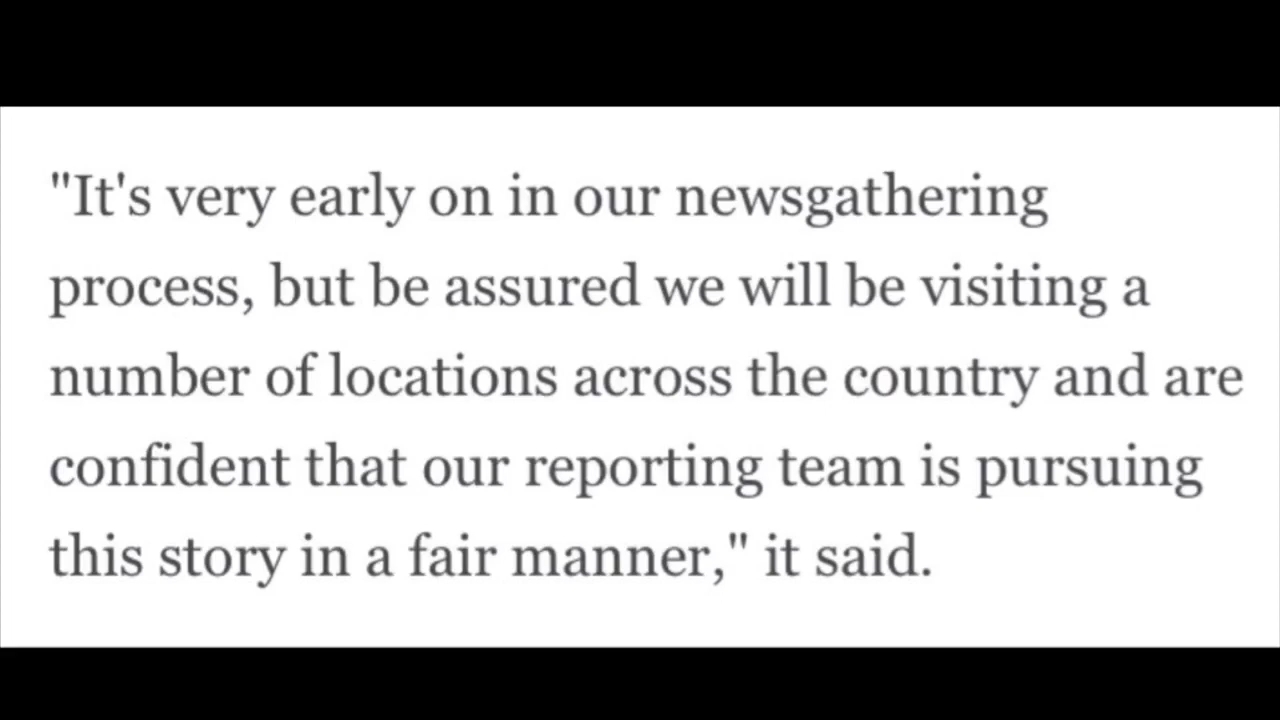 "It's very early on in our newsgathering
process, but be assured we will be visiting a
number of locations across the country and are
confident that our reporting team is pursuing
this story in a fair manner," it said.